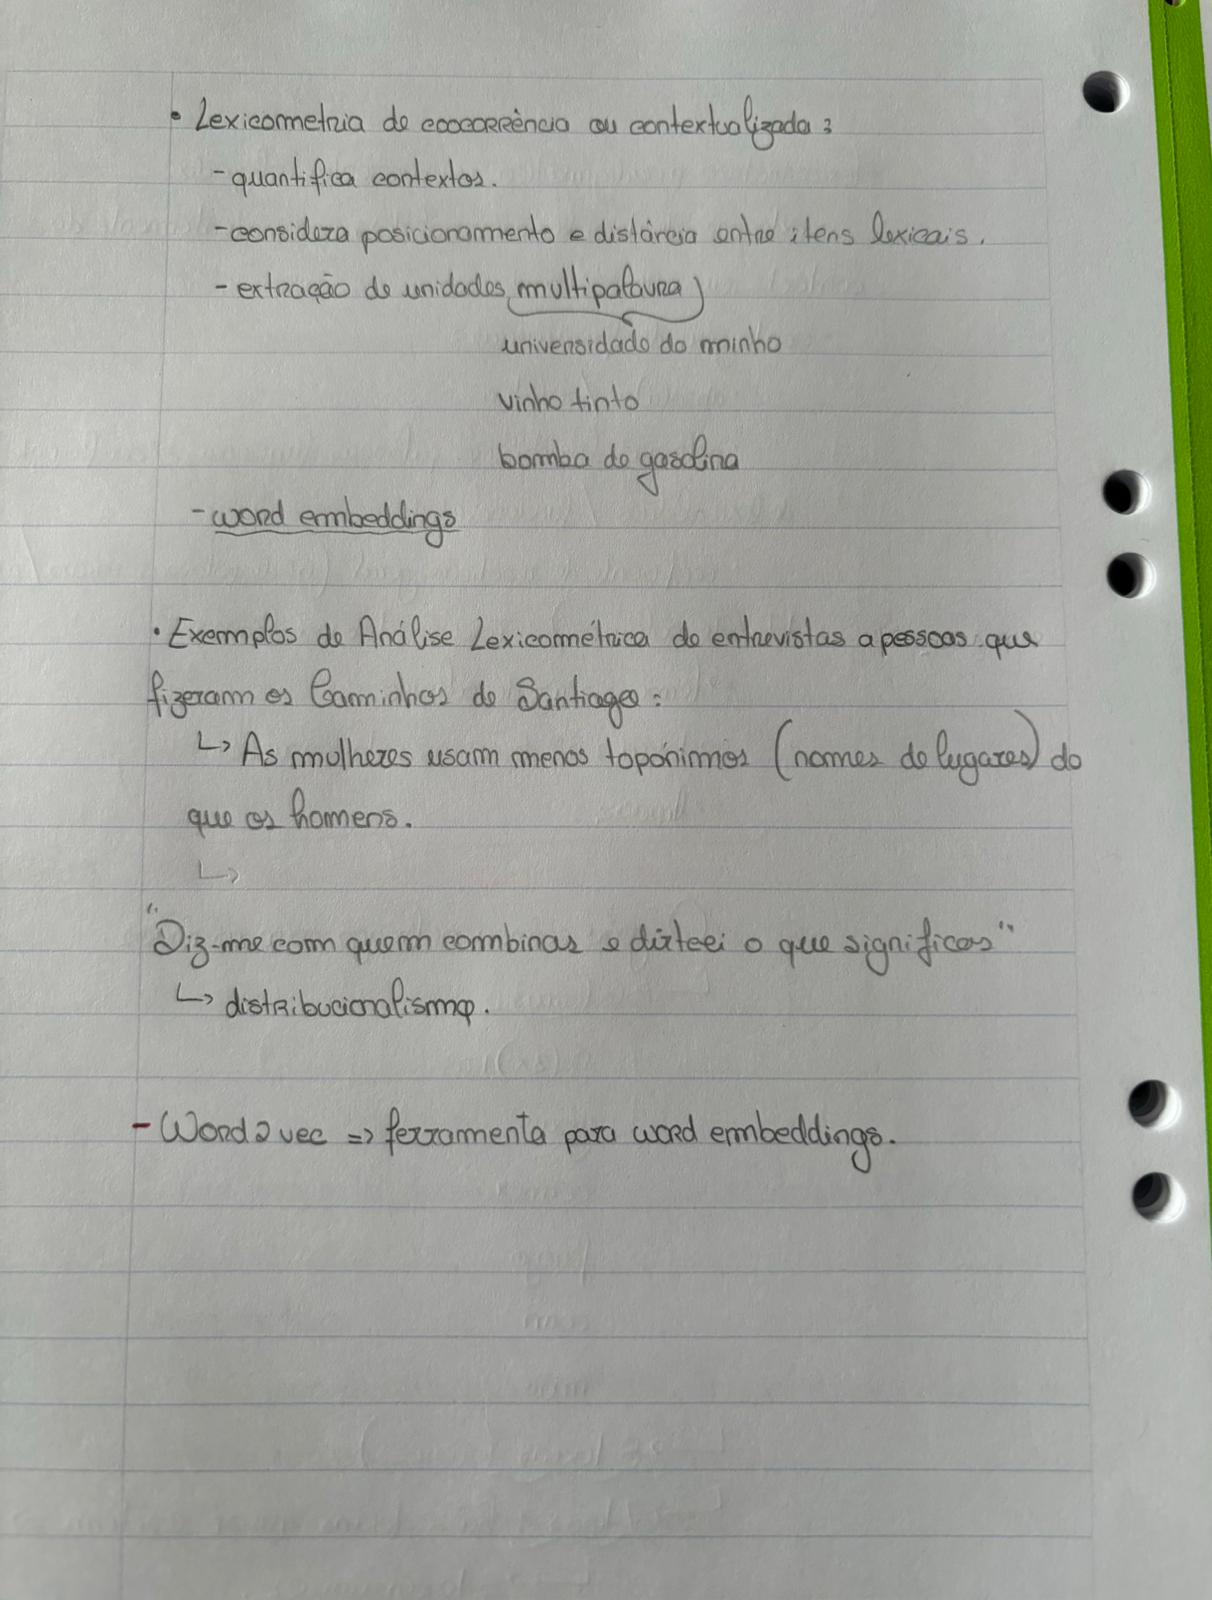 • Lexicometria de coocorrência ou contextualizada:
- quantifica contextos.
- considera posicionamento e distância entre itens lexicais.
- extração de unidades multipalavra
universidade do minho
vinho tinto
bomba de gasolina
- word embeddings
• Exemplos de Análise Lexicométrica de entrevistas a pessoas que
fizeram os Caminhos de Santiago:
↳ As mulheres usam menos topónimos (nomes de lugares) do
que os homens.
↳
"Diz-me com quem combinas e dirteei o que significas"
↳ distribucionalismo.
- Word2vec => ferramenta para word embeddings.